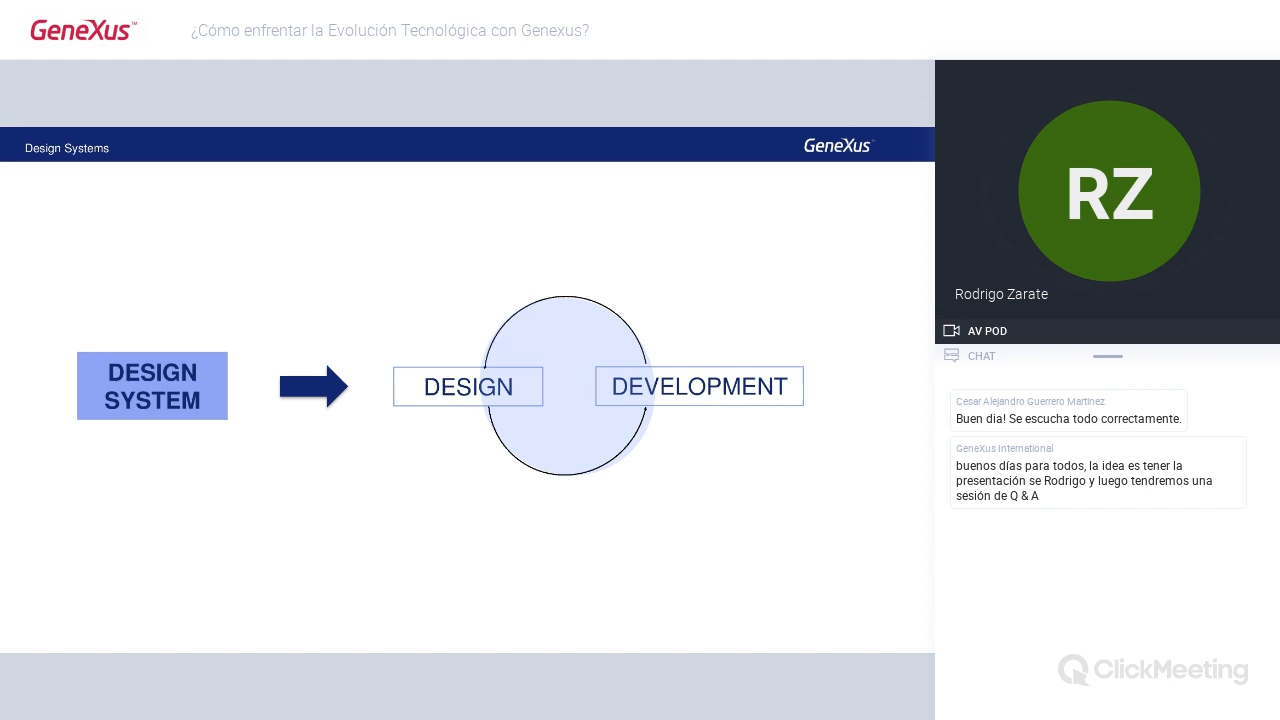 GeneXus™
¿Cómo enfrentar la Evolución Tecnológica con Genexus?
Design Systems
GeneXus
DESIGN
SYSTEM
DESIGN
DEVELOPMENT
RZ
Rodrigo Zarate
AV POD
CHAT
Cesar Alejandro Guerrero Martinez
Buen dia! Se escucha todo correctamente.
GeneXus International
buenos días para todos, la idea es tener la
presentación se Rodrigo y luego tendremos una
sesión de Q & A
ClickMeeting